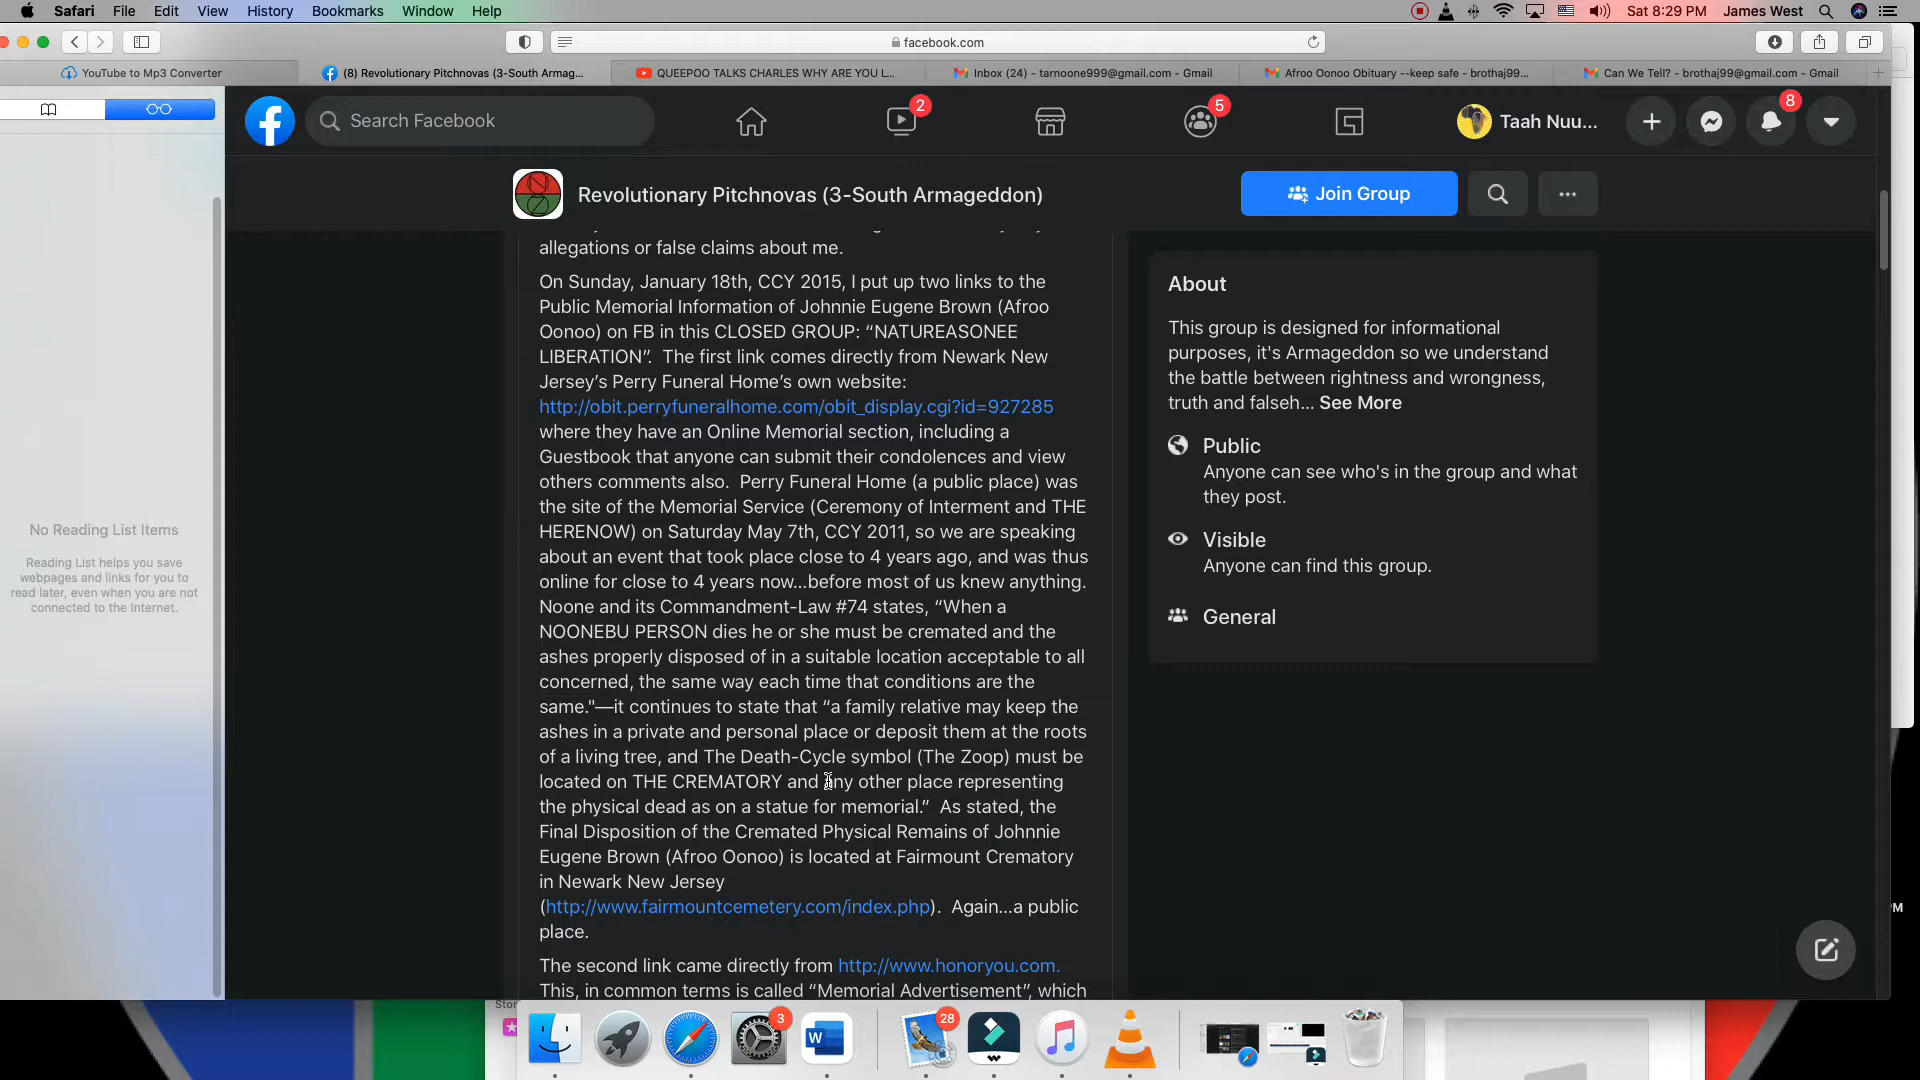 Safari File Edit View History Bookmarks Window Help
Sat 8:29 PM James West
facebook.com
YouTube to Mp3 Converter
(8) Revolutionary Pitchnovas (3-South Armag...
QUEEPOO TALKS CHARLES WHY ARE YOU L...
Inbox (24) - tarnoone999@gmail.com - Gmail
Afroo Oonoo Obituary --keep safe - brothaj99...
Can We Tell? - brothaj99@gmail.com - Gmail
Search Facebook
2
5
Taah Nuu...
8
Revolutionary Pitchnovas (3-South Armageddon)
Join Group
No Reading List Items
Reading List helps you save
webpages and links for you to
read later, even when you are not
connected to the Internet.
allegations or false claims about me.
On Sunday, January 18th, CCY 2015, I put up two links to the
Public Memorial Information of Johnnie Eugene Brown (Afroo
Oonoo) on FB in this CLOSED GROUP: “NATUREASONEE
LIBERATION”.  The first link comes directly from Newark New
Jersey’s Perry Funeral Home’s own website:
http://obit.perryfuneralhome.com/obit_display.cgi?id=927285
where they have an Online Memorial section, including a
Guestbook that anyone can submit their condolences and view
others comments also.  Perry Funeral Home (a public place) was
the site of the Memorial Service (Ceremony of Interment and THE
HERENOW) on Saturday May 7th, CCY 2011, so we are speaking
about an event that took place close to 4 years ago, and was thus
online for close to 4 years now...before most of us knew anything.
Noone and its Commandment-Law #74 states, “When a
NOONEBU PERSON dies he or she must be cremated and the
ashes properly disposed of in a suitable location acceptable to all
concerned, the same way each time that conditions are the
same."—it continues to state that “a family relative may keep the
ashes in a private and personal place or deposit them at the roots
of a living tree, and The Death-Cycle symbol (The Zoop) must be
located on THE CREMATORY and any other place representing
the physical dead as on a statue for memorial.”  As stated, the
Final Disposition of the Cremated Physical Remains of Johnnie
Eugene Brown (Afroo Oonoo) is located at Fairmount Crematory
in Newark New Jersey
(http://www.fairmountcemetery.com/index.php).  Again...a public
place.
The second link came directly from http://www.honoryou.com.
This, in common terms is called “Memorial Advertisement”, which
About
This group is designed for informational
purposes, it's Armageddon so we understand
the battle between rightness and wrongness,
truth and falseh... See More
Public
Anyone can see who's in the group and what
they post.
Visible
Anyone can find this group.
General
PM
Stor
3
W
28